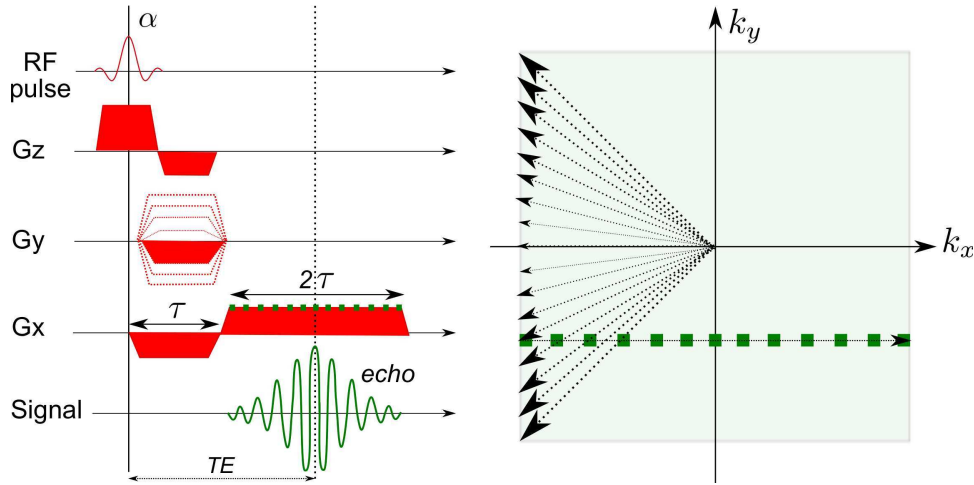 α
RF
pulse
Gz
Gy
Gx
τ
2τ
Signal
echo
TE
k_y
k_x